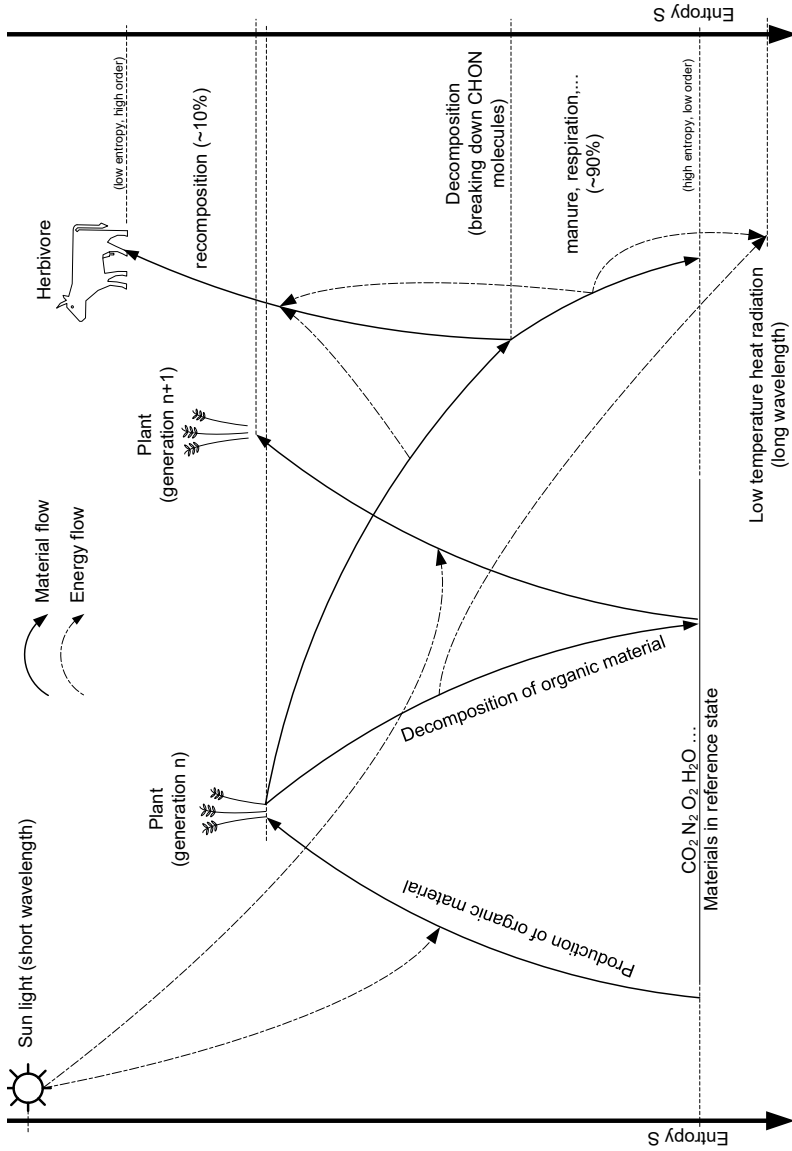 Sun light (short wavelength)
Material flow
Energy flow
Plant
(generation n)
Plant
(generation n+1)
Herbivore
(low entropy, high order)
recomposition (~10%)
Decomposition
(breaking down CHON
molecules)
manure, respiration,...
(~90%)
(high entropy, low order)
Production of organic material
Decomposition of organic material
CO2 N2 O2 H2O ...
Materials in reference state
Low temperature heat radiation
(long wavelength)
Entropy S
Entropy S